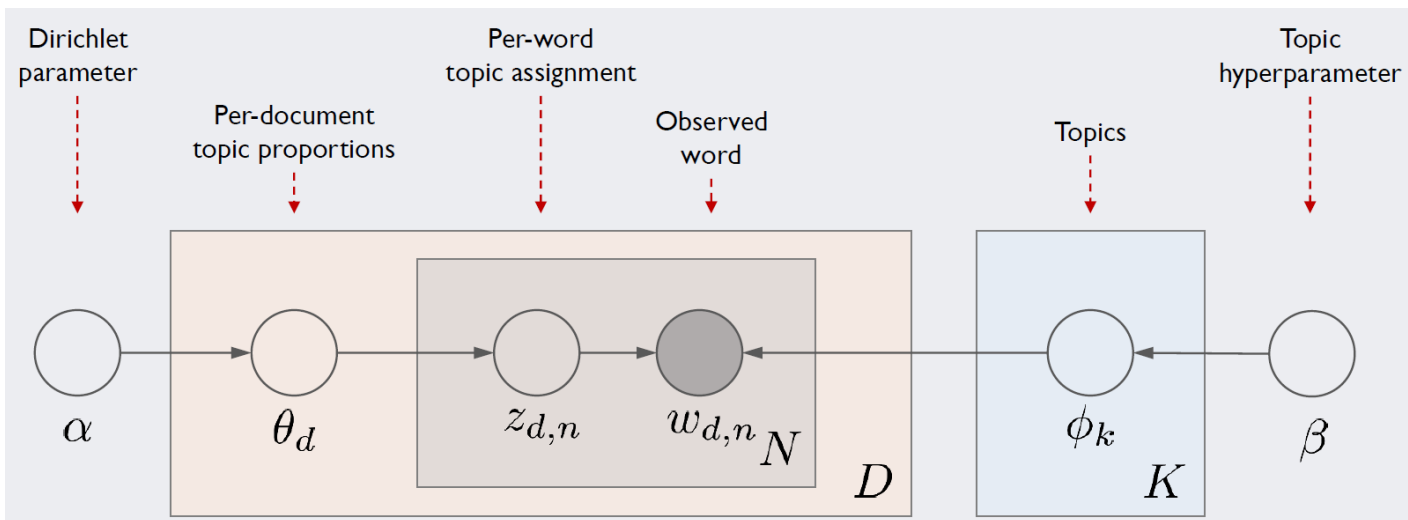 Dirichlet
parameter
Per-document
topic proportions
Per-word
topic assignment
Observed
word
Topics
Topic
hyperparameter
α
θ_d
z_{d,n}
w_{d,n}
N
D
ϕ_k
K
β